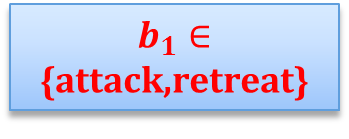 b₁ ∈
{attack,retreat}